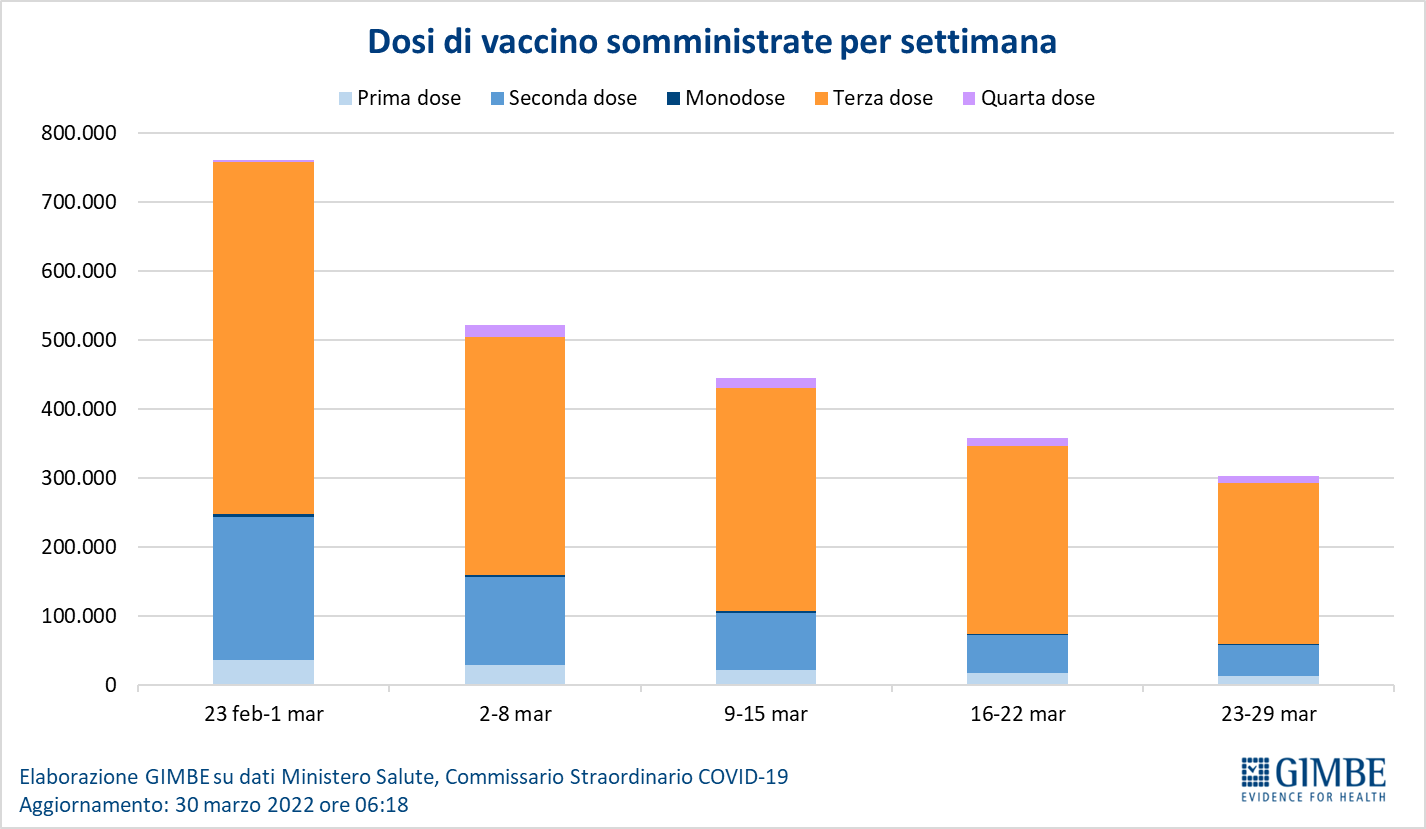 Dosi di vaccino somministrate per settimana
Prima dose Seconda dose Monodose Terza dose Quarta dose
800.000
700.000
600.000
500.000
400.000
300.000
200.000
100.000
0
23 feb-1 mar 2-8 mar 9-15 mar 16-22 mar 23-29 mar
Elaborazione GIMBE su dati Ministero Salute, Commissario Straordinario COVID-19
Aggiornamento: 30 marzo 2022 ore 06:18
GIMBE
EVIDENCE FOR HEALTH